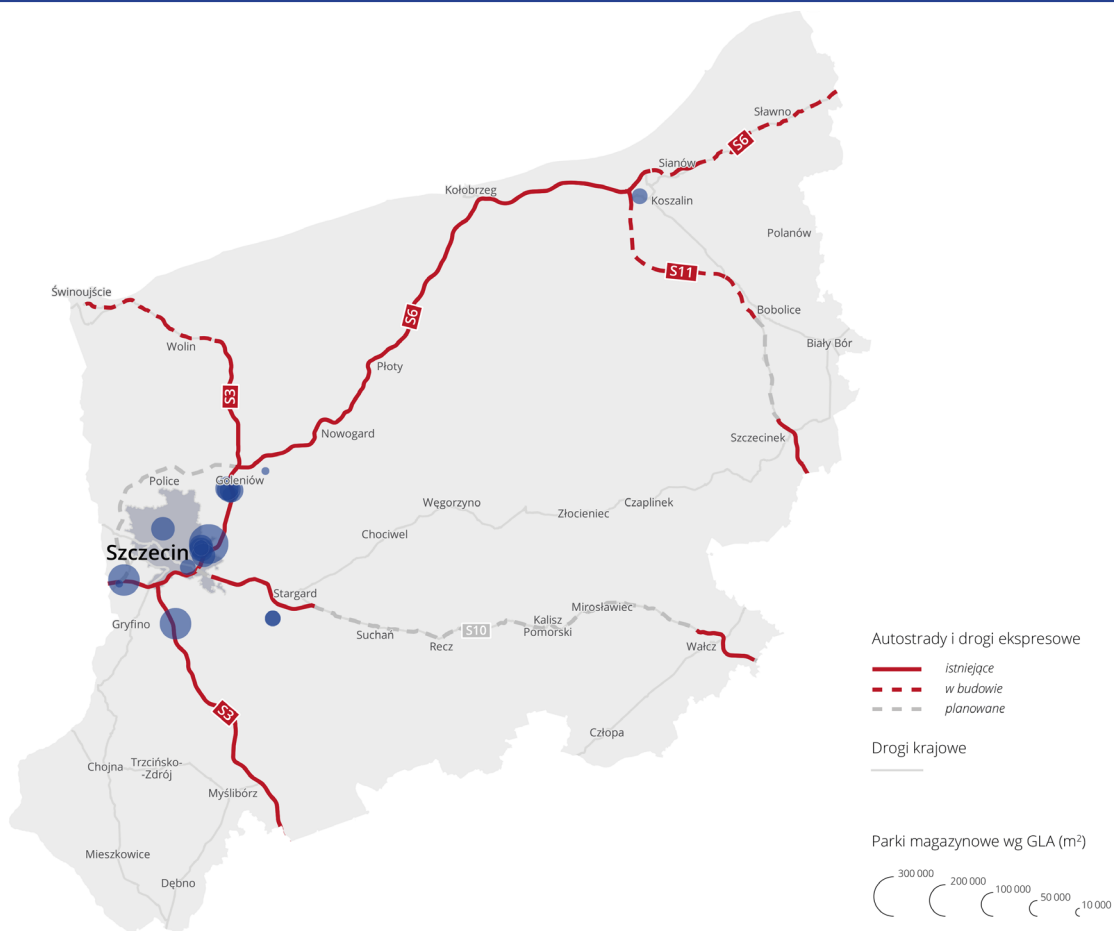 Sławno
S6
Sianów
Kołobrzeg
Koszalin
Polanów
S11
Świnoujście
Bobolice
S6
Wolin
Biały Bór
Płoty
S3
Nowogard
Szczecinek
Police
Goleniów
Węgorzyno
Czaplinek
Złocieniec
Chociwel
Szczecin
Stargard
Mirosławiec
Gryfino
Kalisz
Pomorski
Suchań
S10
Recz
Wałcz
S3
Człopa
Chojna
Trzcińsko-
-Zdrój
Myślibórz
Mieszkowice
Dębno
Autostrady i drogi ekspresowe
istniejące
w budowie
planowane
Drogi krajowe
Parki magazynowe wg GLA (m²)
300 000
200 000
100 000
50 000
10 000